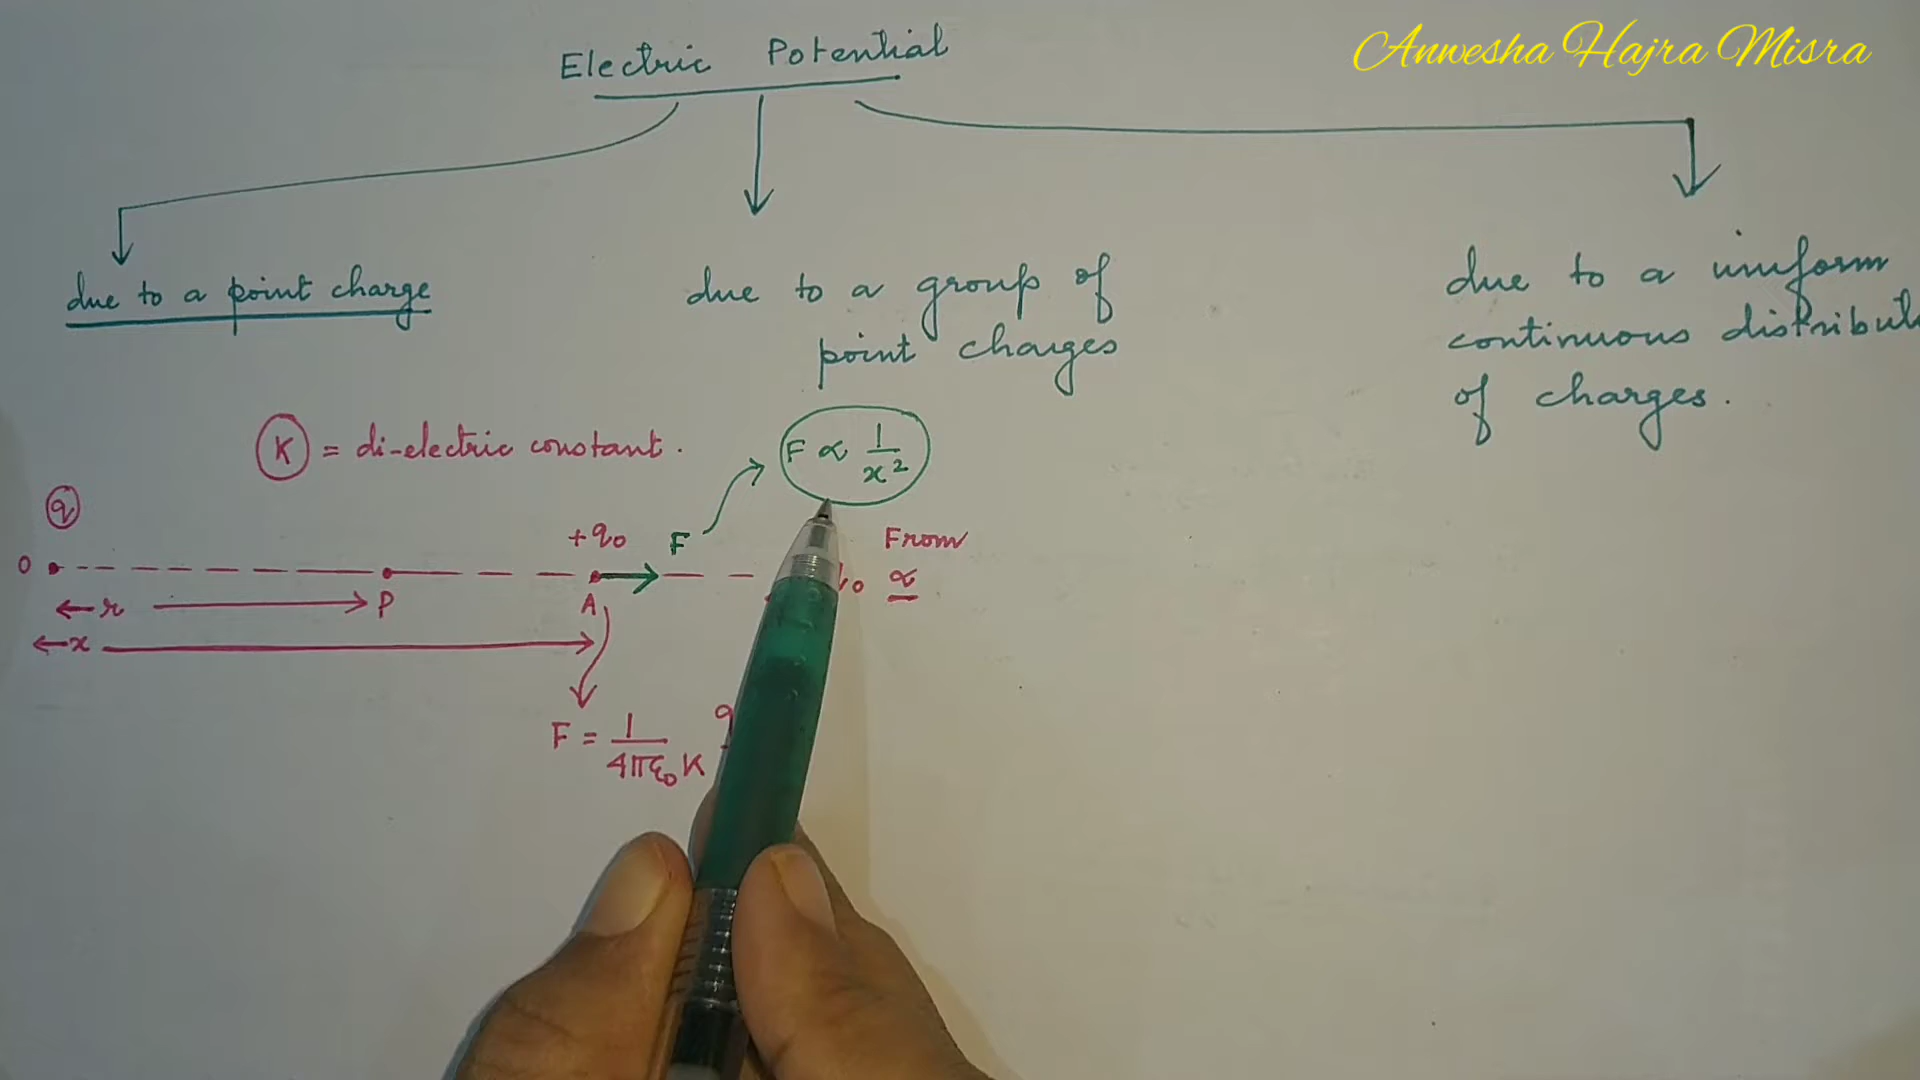 Anwesha Hajra Misra
Electric Potential
due to a point charge
due to a group of
point charges
due to a uniform
continuous
of charges.
K = di-electric constant.
F ∝ 1/x²
q
+q₀
F
From
O
P
A
∝
r
x
F = 1/4πε₀K